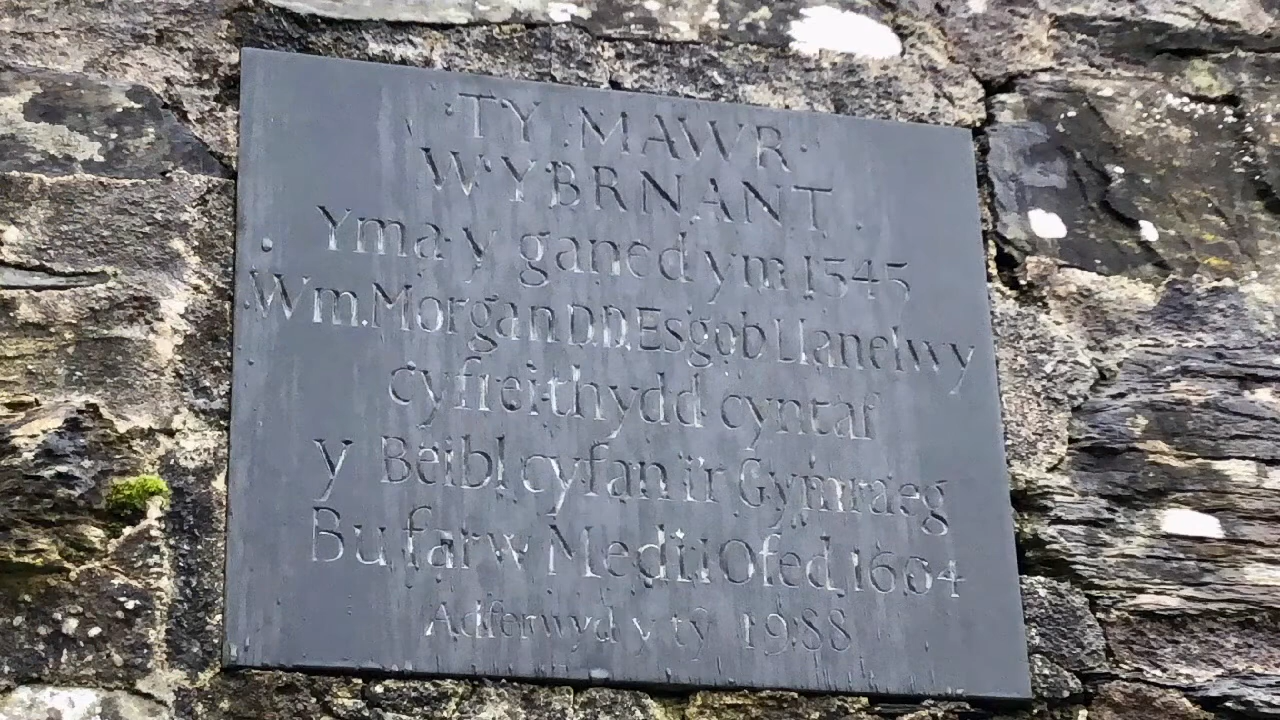 TY MAWR
WYBRNANT
Yma y ganed ym 1545
Wm. Morgan D.D. Esgob Llanelwy
cyfieithydd cyntaf
y Beibl cyfan i'r Gymraeg
Bu farw Medi 10fed 1604
Adferwyd y tŷ 1988